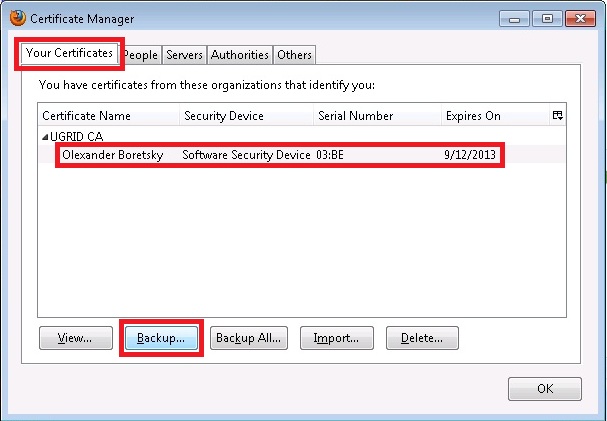 Certificate Manager
Your Certificates People Servers Authorities Others
You have certificates from these organizations that identify you:
Certificate Name Security Device Serial Number Expires On
UGRID CA
Olexander Boretsky Software Security Device 03:BE 9/12/2013
View... Backup... Backup All... Import... Delete...
OK